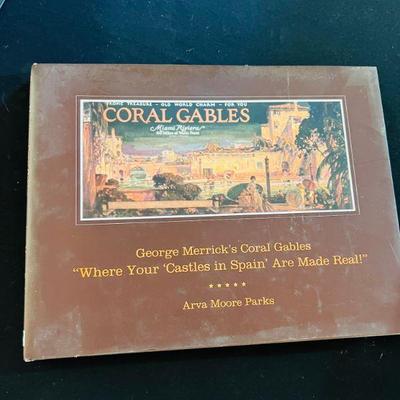 TREASURE - OLD WORLD CHARM - FOR YOU
CORAL GABLES
Miami Riviera
George Merrick's Coral Gables
"Where Your 'Castles in Spain' Are Made Real!"
★ ★ ★ ★ ★
Arva Moore Parks